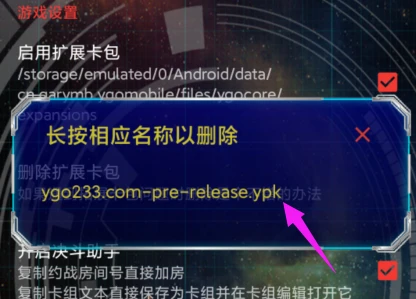 游戏设置
启用扩展卡包
/storage/emulated/0/Android/data/
cn.garymb.ygomobile/files/ygocore/
expansions
长按相应名称以删除
删除扩展卡包
ygo233.com-pre-release.ypk
的办法
开启决斗助手
复制约战房间号直接加房
复制卡组文本直接保存为卡组并在卡组编辑打开它